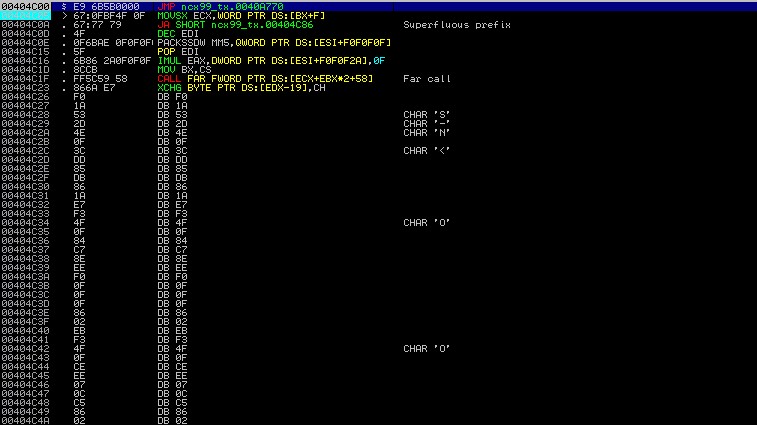 00404C00 $ E9 6B5B0000 JMP ncx99_tx.0040A770
> 67:0FBF4F 0F MOVSX ECX,WORD PTR DS:[BX+F]
00404C0A . 67:77 79 JA SHORT ncx99_tx.00404C86 Superfluous prefix
00404C0D . 4F DEC EDI
00404C0E . 0F6BAE 0F0F0F PACKSSDW MM5,QWORD PTR DS:[ESI+F0F0F0F]
00404C15 . 5F POP EDI
00404C16 . 6B86 2A0F0F0F IMUL EAX,DWORD PTR DS:[ESI+F0F0F2A],0F
00404C1D . 8CCB MOV BX,CS
00404C1F . FF5C59 58 CALL FAR FWORD PTR DS:[ECX+EBX*2+58] Far call
00404C23 . 866A E7 XCHG BYTE PTR DS:[EDX-19],CH
00404C26 F0 DB F0
00404C27 1A DB 1A
00404C28 53 DB 53 CHAR 'S'
00404C29 2D DB 2D CHAR '-'
00404C2A 4E DB 4E CHAR 'N'
00404C2B 0F DB 0F
00404C2C 3C DB 3C CHAR '<'
00404C2D DD DB DD
00404C2E 85 DB 85
00404C2F DB DB DB
00404C30 86 DB 86
00404C31 1A DB 1A
00404C32 E7 DB E7
00404C33 F3 DB F3
00404C34 4F DB 4F CHAR 'O'
00404C35 0F DB 0F
00404C36 84 DB 84
00404C37 C7 DB C7
00404C38 8E DB 8E
00404C39 EE DB EE
00404C3A F0 DB F0
00404C3B 0F DB 0F
00404C3C 0F DB 0F
00404C3D 0F DB 0F
00404C3E 86 DB 86
00404C3F 02 DB 02
00404C40 EB DB EB
00404C41 F3 DB F3
00404C42 4F DB 4F CHAR 'O'
00404C43 0F DB 0F
00404C44 CE DB CE
00404C45 EE DB EE
00404C46 07 DB 07
00404C47 0C DB 0C
00404C48 C5 DB C5
00404C49 86 DB 86
00404C4A 02 DB 02